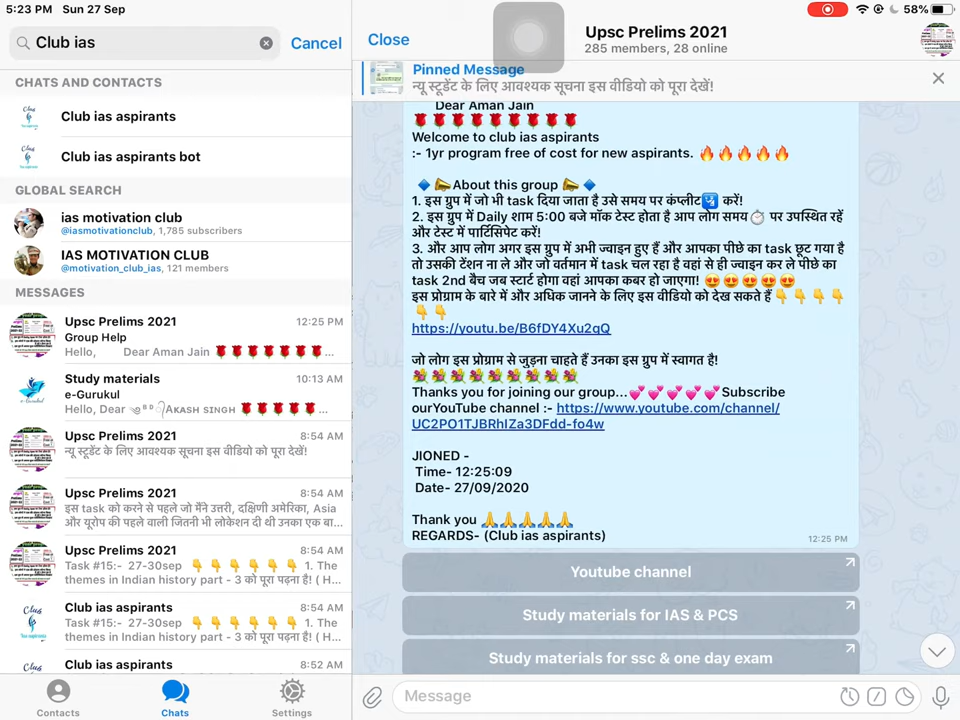 5:23 PM Sun 27 Sep
58%
Club ias
Cancel
CHATS AND CONTACTS
Club ias aspirants
Club ias aspirants bot
GLOBAL SEARCH
ias motivation club
@iasmotivationclub, 1,785 subscribers
IAS MOTIVATION CLUB
@motivation_club_ias, 121 members
MESSAGES
Upsc Prelims 2021 12:25 PM
Group Help
Hello, Dear Aman Jain 🌹🌹🌹🌹🌹🌹🌹...
Study materials 10:13 AM
e-Gurukul
Hello, Dear AKASH SINGH 🌹🌹🌹🌹🌹...
Upsc Prelims 2021 8:54 AM
न्यू स्टूडेंट के लिए आवश्यक सूचना इस वीडियो को पूरा देखें!
Upsc Prelims 2021 8:54 AM
इस task को करने से पहले जो मैंने उत्तरी, दक्षिणी अमेरिका, Asia
और यूरोप की पहले वाली जितनी भी लोकेशन दी थी उनका एक बा...
Upsc Prelims 2021 8:54 AM
Task #15:- 27-30sep 👇👇👇👇👇👇 1. The
themes in Indian history part - 3 को पूरा पढ़ना है! ( H...
Club ias aspirants 8:54 AM
Task #15:- 27-30sep 👇👇👇👇👇👇 1. The
themes in Indian history part - 3 को पूरा पढ़ना है! ( H...
Club ias aspirants 8:52 AM
Contacts
Chats
Settings
Close
Upsc Prelims 2021
285 members, 28 online
Pinned Message
न्यू स्टूडेंट के लिए आवश्यक सूचना इस वीडियो को पूरा देखें!
Dear Aman Jain
🌹🌹🌹🌹🌹🌹🌹🌹🌹
Welcome to club ias aspirants
:- 1yr program free of cost for new aspirants. 🔥🔥🔥🔥🔥
🔷📣About this group📣🔷
1. इस ग्रुप में जो भी task दिया जाता है उसे समय पर कंप्लीट🛂 करें!
2. इस ग्रुप में Daily शाम 5:00 बजे मॉक टेस्ट होता है आप लोग समय⏱ पर उपस्थित रहें
और टेस्ट में पार्टिसिपेट करें!
3. और आप लोग अगर इस ग्रुप में अभी ज्वाइन हुए हैं और आपका पीछे का task छूट गया है
तो उसकी टेंशन ना ले और जो वर्तमान में task चल रहा है वहां से ही ज्वाइन कर ले पीछे का
task 2nd बैच जब स्टार्ट होगा वहां आपका कबर हो जाएगा! 😍😍😍😍😍
इस प्रोग्राम के बारे में और अधिक जानने के लिए इस वीडियो को देख सकते हैं👇👇👇👇
👇👇
https://youtu.be/B6fDY4Xu2qQ
जो लोग इस प्रोग्राम से जुड़ना चाहते हैं उनका इस ग्रुप में स्वागत है!
💐💐💐💐💐💐💐💐💐
Thanks you for joining our group...💕💕💕💕💕Subscribe
ourYouTube channel :- https://www.youtube.com/channel/
UC2PO1TJBRhIZa3DFdd-fo4w
JIONED -
Time- 12:25:09
Date- 27/09/2020
Thank you 🙏🙏🙏🙏🙏
REGARDS- (Club ias aspirants)
12:25 PM
Youtube channel
Study materials for IAS & PCS
Study materials for ssc & one day exam
Message